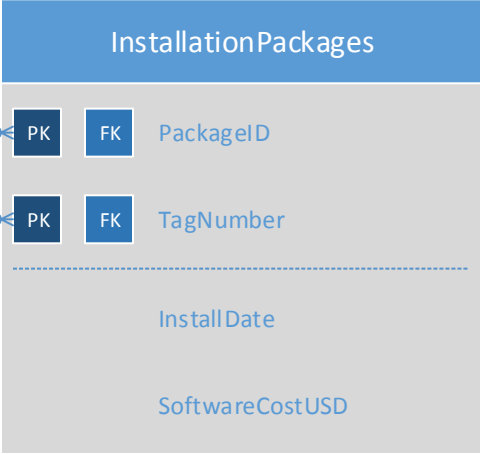 InstallationPackages
PK FK PackageID
PK FK TagNumber
InstallDate
SoftwareCostUSD